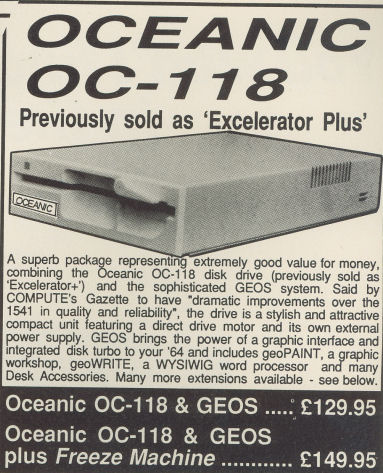 OCEANIC
OC-118
Previously sold as 'Excelerator Plus'
OCEANIC
A superb package representing extremely good value for money,
combining the Oceanic OC-118 disk drive (previously sold as
'Excelerator+') and the sophisticated GEOS system. Said by
COMPUTE's Gazette to have "dramatic improvements over the
1541 in quality and reliability", the drive is a stylish and attractive
compact unit featuring a direct drive motor and its own external
power supply. GEOS brings the power of a graphic interface and
integrated disk turbo to your '64 and includes geoPAINT, a graphic
workshop, geoWRITE, a WYSIWIG word processor and many
Desk Accessories. Many more extensions available - see below.
Oceanic OC-118 & GEOS ..... £129.95
Oceanic OC-118 & GEOS
plus Freeze Machine ............ £149.95